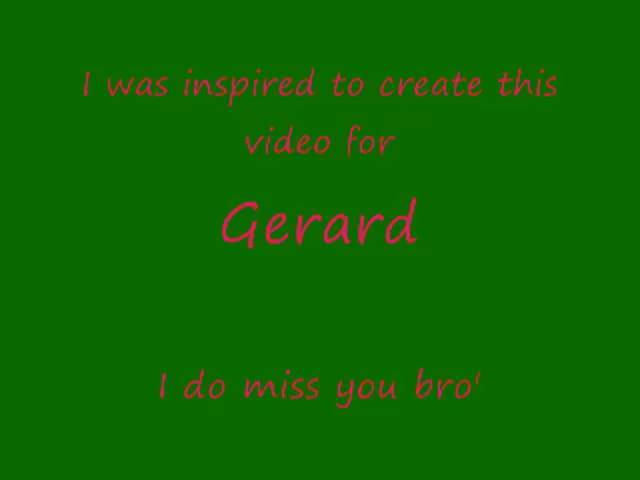 I was inspired to create this
video for
Gerard
I do miss you bro'